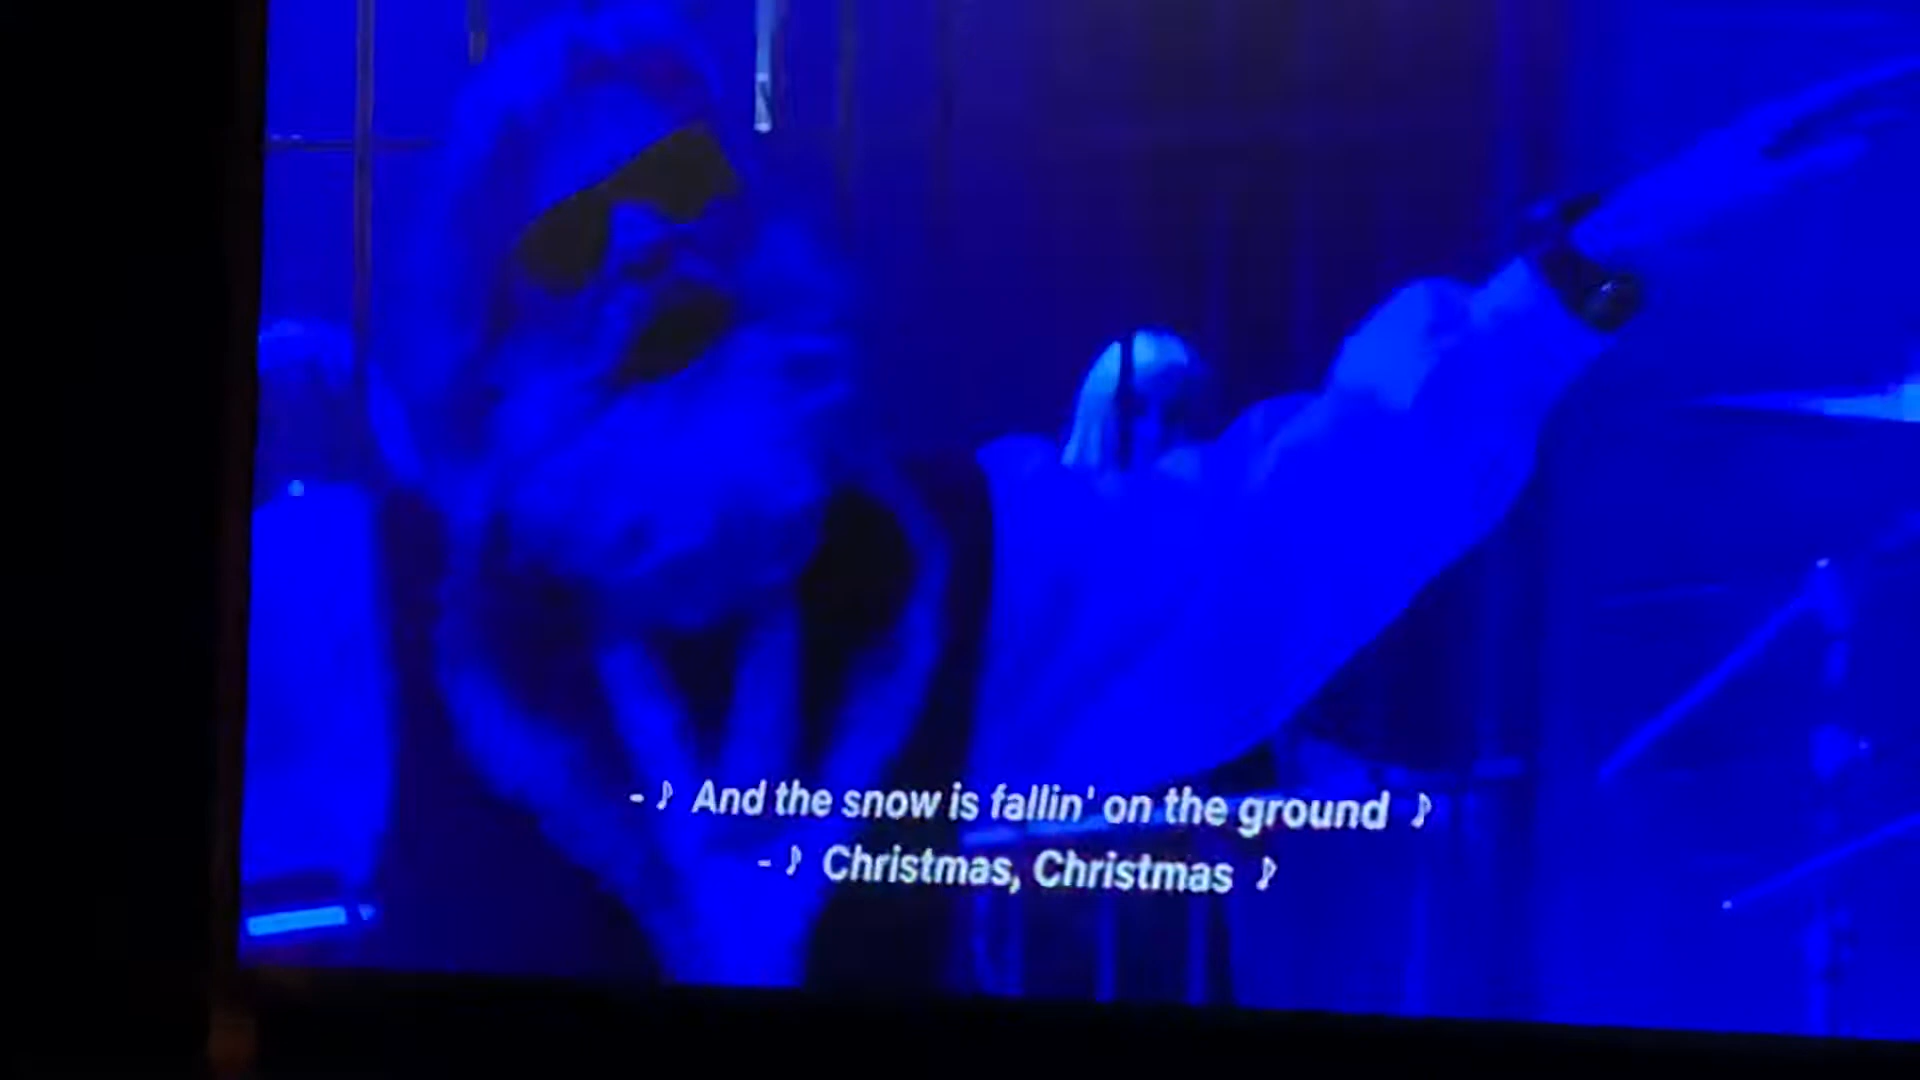 - ♪ And the snow is fallin' on the ground ♪
- ♪ Christmas, Christmas ♪